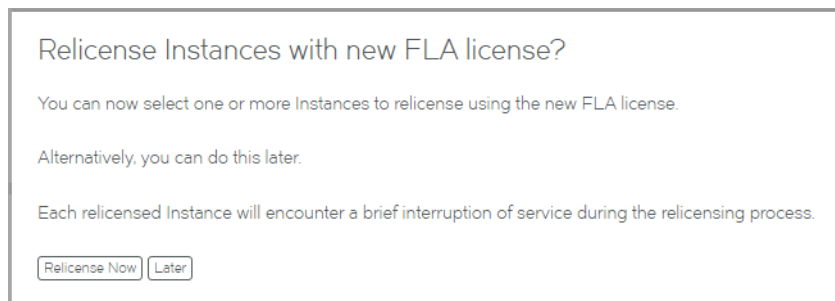 Relicense Instances with new FLA license?
You can now select one or more Instances to relicense using the new FLA license.
Alternatively, you can do this later.
Each relicensed Instance will encounter a brief interruption of service during the relicensing process.
Relicense Now Later